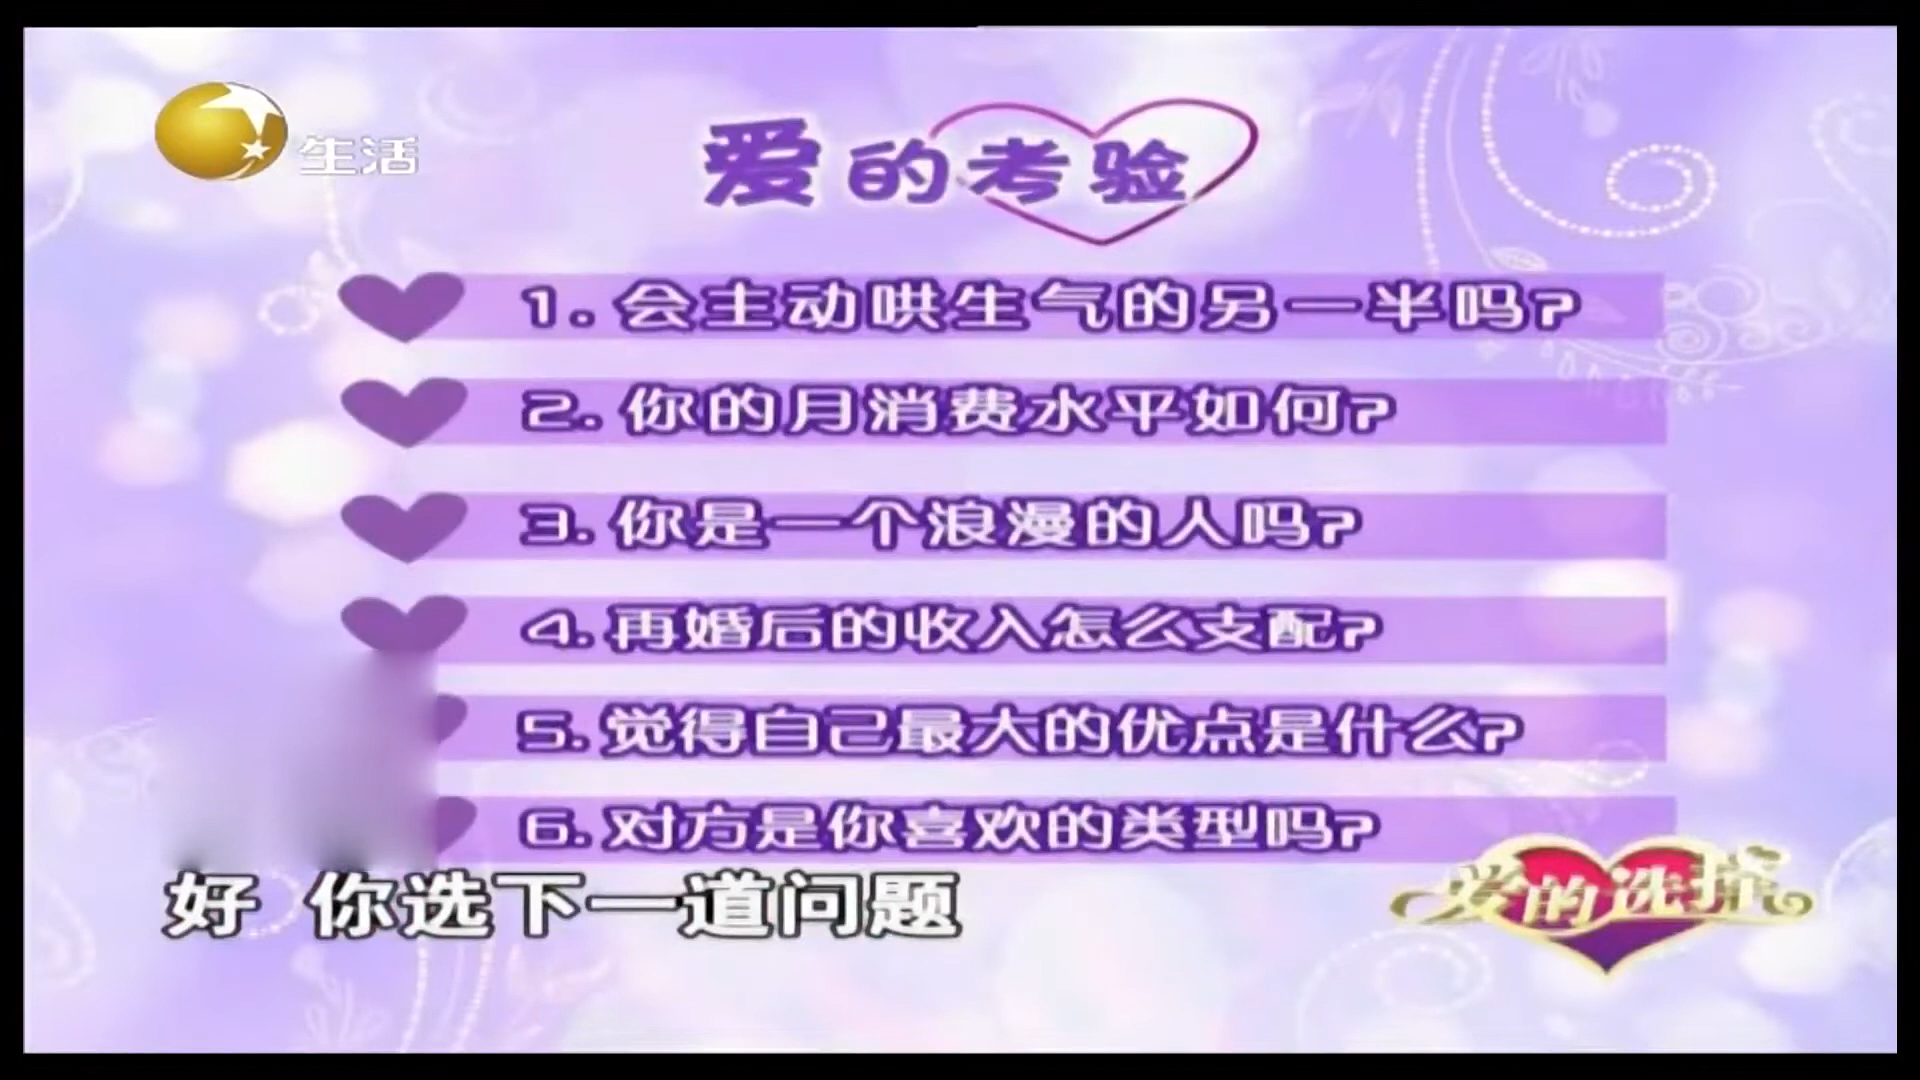 生活
爱的考验
1.会主动哄生气的另一半吗?
2.你的月消费水平如何?
3.你是一个浪漫的人吗?
4.再婚后的收入怎么支配?
5.觉得自己最大的优点是什么?
6.对方是你喜欢的类型吗?
爱的选择
好 你选下一道问题